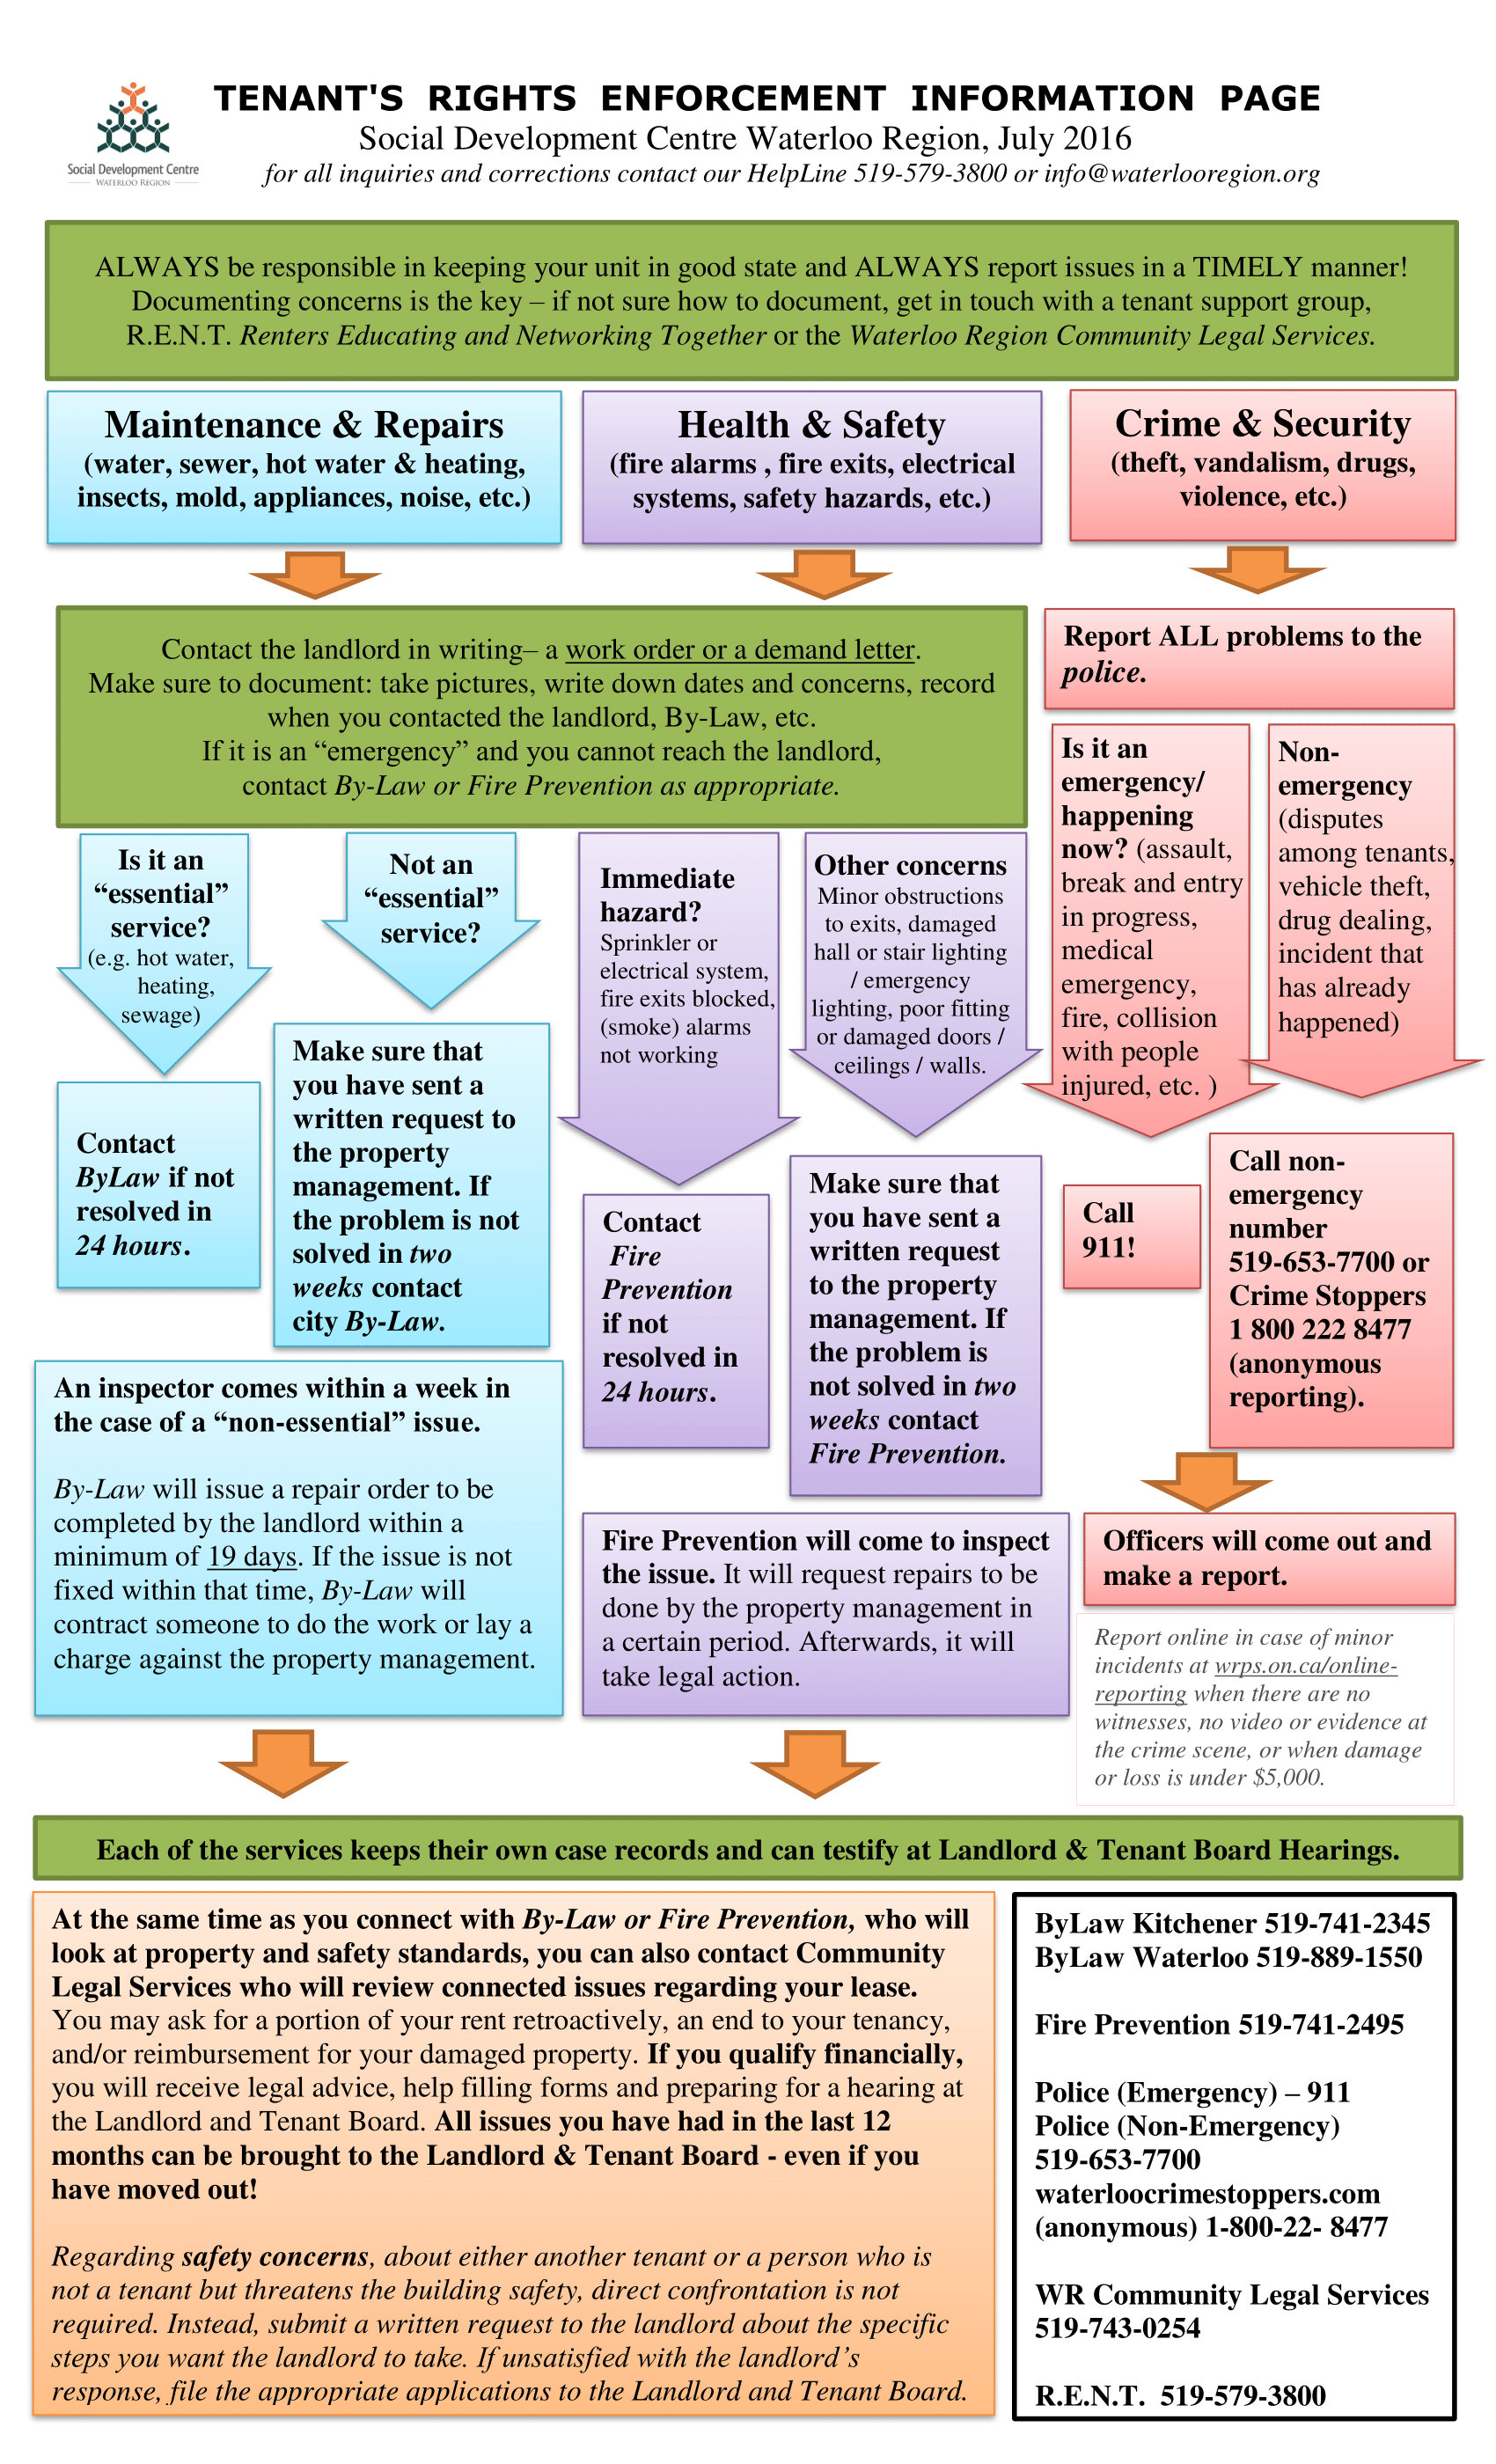 TENANT'S RIGHTS ENFORCEMENT INFORMATION PAGE
Social Development Centre Waterloo Region, July 2016
for all inquiries and corrections contact our HelpLine 519-579-3800 or info@waterlooregion.org
Social Development Centre
WATERLOO REGION
ALWAYS be responsible in keeping your unit in good state and ALWAYS report issues in a TIMELY manner!
Documenting concerns is the key – if not sure how to document, get in touch with a tenant support group,
R.E.N.T. Renters Educating and Networking Together or the Waterloo Region Community Legal Services.
Maintenance & Repairs
(water, sewer, hot water & heating,
insects, mold, appliances, noise, etc.)
Health & Safety
(fire alarms , fire exits, electrical
systems, safety hazards, etc.)
Crime & Security
(theft, vandalism, drugs,
violence, etc.)
Contact the landlord in writing– a work order or a demand letter.
Make sure to document: take pictures, write down dates and concerns, record
when you contacted the landlord, By-Law, etc.
If it is an “emergency” and you cannot reach the landlord,
contact By-Law or Fire Prevention as appropriate.
Report ALL problems to the
police.
Is it an
“essential”
service?
(e.g. hot water,
heating,
sewage)
Not an
“essential”
service?
Immediate
hazard?
Sprinkler or
electrical system,
fire exits blocked,
(smoke) alarms
not working
Other concerns
Minor obstructions
to exits, damaged
hall or stair lighting
/ emergency
lighting, poor fitting
or damaged doors /
ceilings / walls.
Is it an
emergency/
happening
now? (assault,
break and entry
in progress,
medical
emergency,
fire, collision
with people
injured, etc. )
Non-
emergency
(disputes
among tenants,
vehicle theft,
drug dealing,
incident that
has already
happened)
Contact
ByLaw if not
resolved in
24 hours.
Make sure that
you have sent a
written request to
the property
management. If
the problem is not
solved in two
weeks contact
city By-Law.
Contact
Fire
Prevention
if not
resolved in
24 hours.
Make sure that
you have sent a
written request
to the property
management. If
the problem is
not solved in two
weeks contact
Fire Prevention.
Call
911!
Call non-
emergency
number
519-653-7700 or
Crime Stoppers
1 800 222 8477
(anonymous
reporting).
An inspector comes within a week in
the case of a “non-essential” issue.
By-Law will issue a repair order to be
completed by the landlord within a
minimum of 19 days. If the issue is not
fixed within that time, By-Law will
contract someone to do the work or lay a
charge against the property management.
Fire Prevention will come to inspect
the issue. It will request repairs to be
done by the property management in
a certain period. Afterwards, it will
take legal action.
Officers will come out and
make a report.
Report online in case of minor
incidents at wrps.on.ca/online-
reporting when there are no
witnesses, no video or evidence at
the crime scene, or when damage
or loss is under $5,000.
Each of the services keeps their own case records and can testify at Landlord & Tenant Board Hearings.
At the same time as you connect with By-Law or Fire Prevention, who will
look at property and safety standards, you can also contact Community
Legal Services who will review connected issues regarding your lease.
You may ask for a portion of your rent retroactively, an end to your tenancy,
and/or reimbursement for your damaged property. If you qualify financially,
you will receive legal advice, help filling forms and preparing for a hearing at
the Landlord and Tenant Board. All issues you have had in the last 12
months can be brought to the Landlord & Tenant Board - even if you
have moved out!
Regarding safety concerns, about either another tenant or a person who is
not a tenant but threatens the building safety, direct confrontation is not
required. Instead, submit a written request to the landlord about the specific
steps you want the landlord to take. If unsatisfied with the landlord’s
response, file the appropriate applications to the Landlord and Tenant Board.
ByLaw Kitchener 519-741-2345
ByLaw Waterloo 519-889-1550
Fire Prevention 519-741-2495
Police (Emergency) – 911
Police (Non-Emergency)
519-653-7700
waterloocrimestoppers.com
(anonymous) 1-800-22- 8477
WR Community Legal Services
519-743-0254
R.E.N.T. 519-579-3800